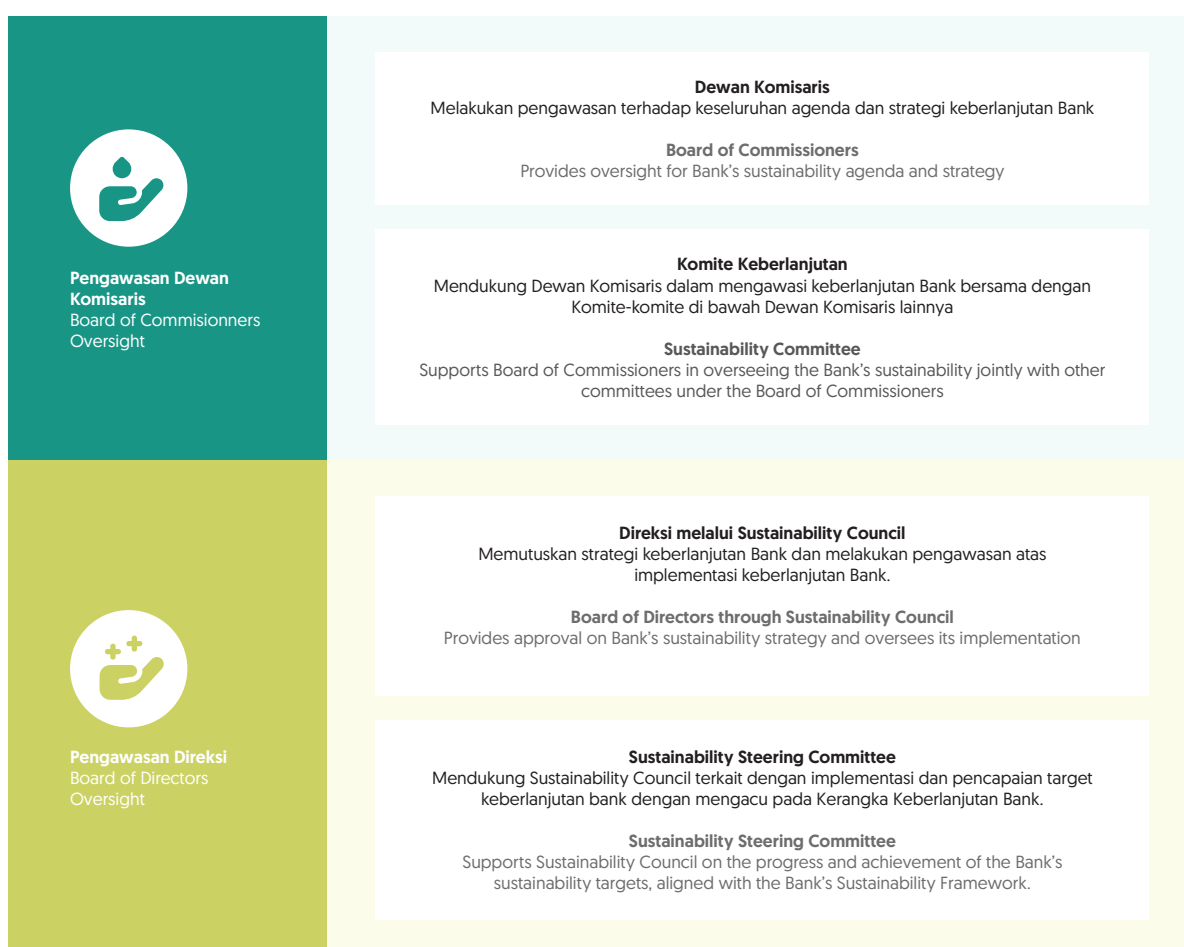 Pengawasan Dewan
Komisaris
Board of Commisionners
Oversight
Dewan Komisaris
Melakukan pengawasan terhadap keseluruhan agenda dan strategi keberlanjutan Bank
Board of Commissioners
Provides oversight for Bank's sustainability agenda and strategy
Komite Keberlanjutan
Mendukung Dewan Komisaris dalam mengawasi keberlanjutan Bank bersama dengan
Komite-komite di bawah Dewan Komisaris lainnya
Sustainability Committee
Supports Board of Commissioners in overseeing the Bank's sustainability jointly with other
committees under the Board of Commissioners
Pengawasan Direksi
Board of Directors
Oversight
Direksi melalui Sustainability Council
Memutuskan strategi keberlanjutan Bank dan melakukan pengawasan atas
implementasi keberlanjutan Bank.
Board of Directors through Sustainability Council
Provides approval on Bank's sustainability strategy and oversees its implementation
Sustainability Steering Committee
Mendukung Sustainability Council terkait dengan implementasi dan pencapaian target
keberlanjutan bank dengan mengacu pada Kerangka Keberlanjutan Bank.
Sustainability Steering Committee
Supports Sustainability Council on the progress and achievement of the Bank's
sustainability targets, aligned with the Bank's Sustainability Framework.